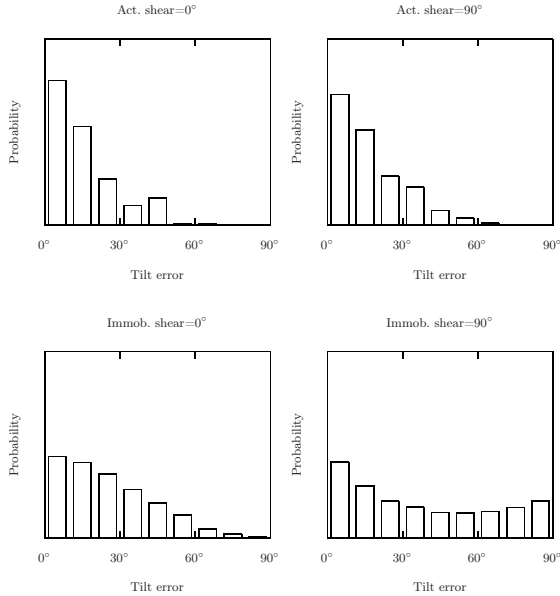 Act. shear=0° Act. shear=90°
Probability Probability
0° 30° 60° 90° 0° 30° 60° 90°
Tilt error Tilt error
Immob. shear=0° Immob. shear=90°
Probability Probability
0° 30° 60° 90° 0° 30° 60° 90°
Tilt error Tilt error